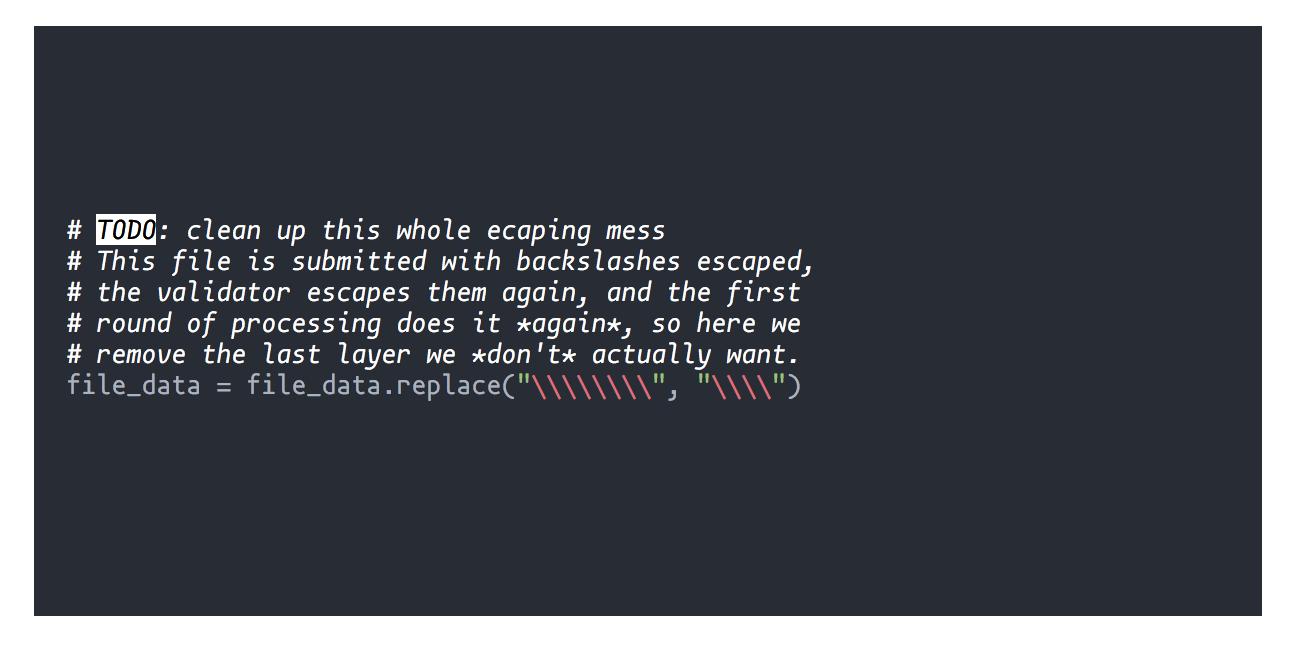 # TODO: clean up this whole ecaping mess
# This file is submitted with backslashes escaped,
# the validator escapes them again, and the first
# round of processing does it *again*, so here we
# remove the last layer we *don't* actually want.
file_data = file_data.replace("\\\\\\\\", "\\\\")